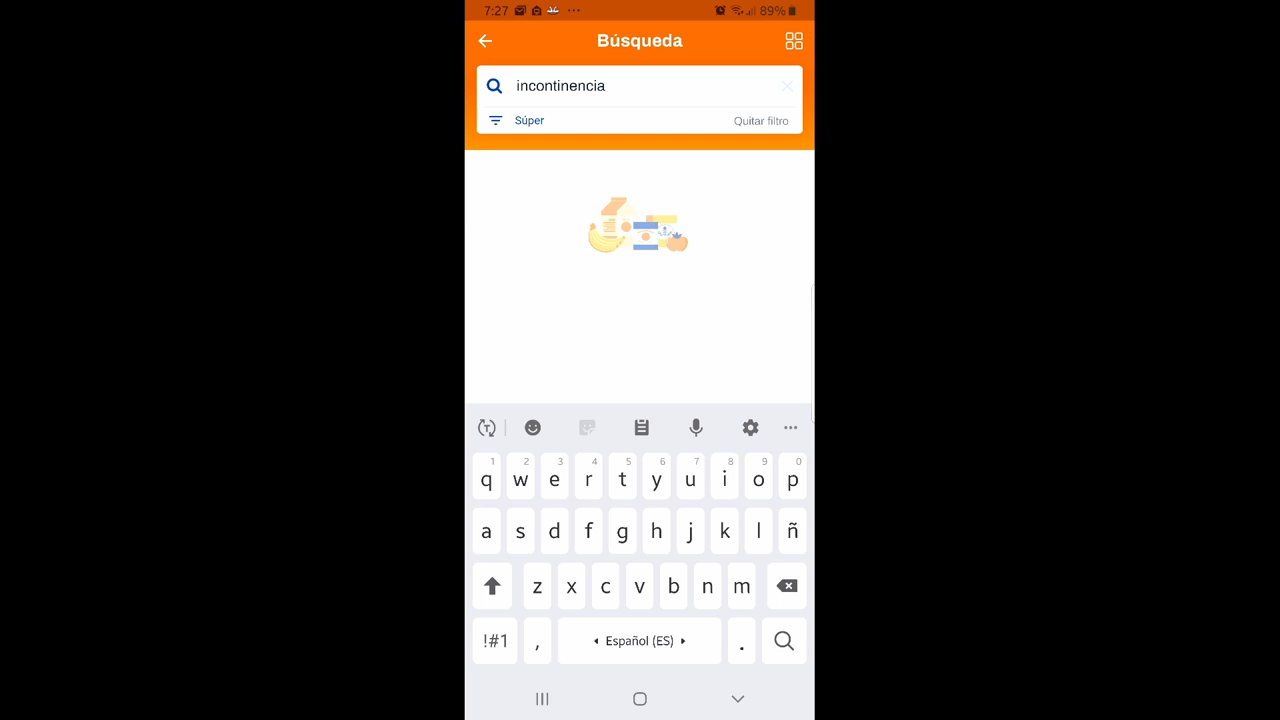 7:27 89%
Búsqueda
incontinencia
Súper Quitar filtro
1 2 3 4 5 6 7 8 9 0
q w e r t y u i o p
a s d f g h j k l ñ
z x c v b n m
!#1 , Español (ES) .